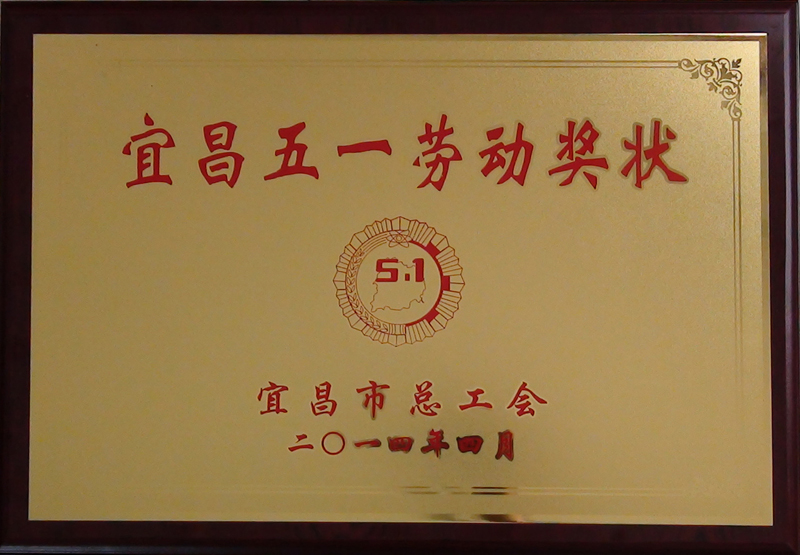 宜昌五一劳动奖状
5.1
宜昌市总工会
二〇一四年四月